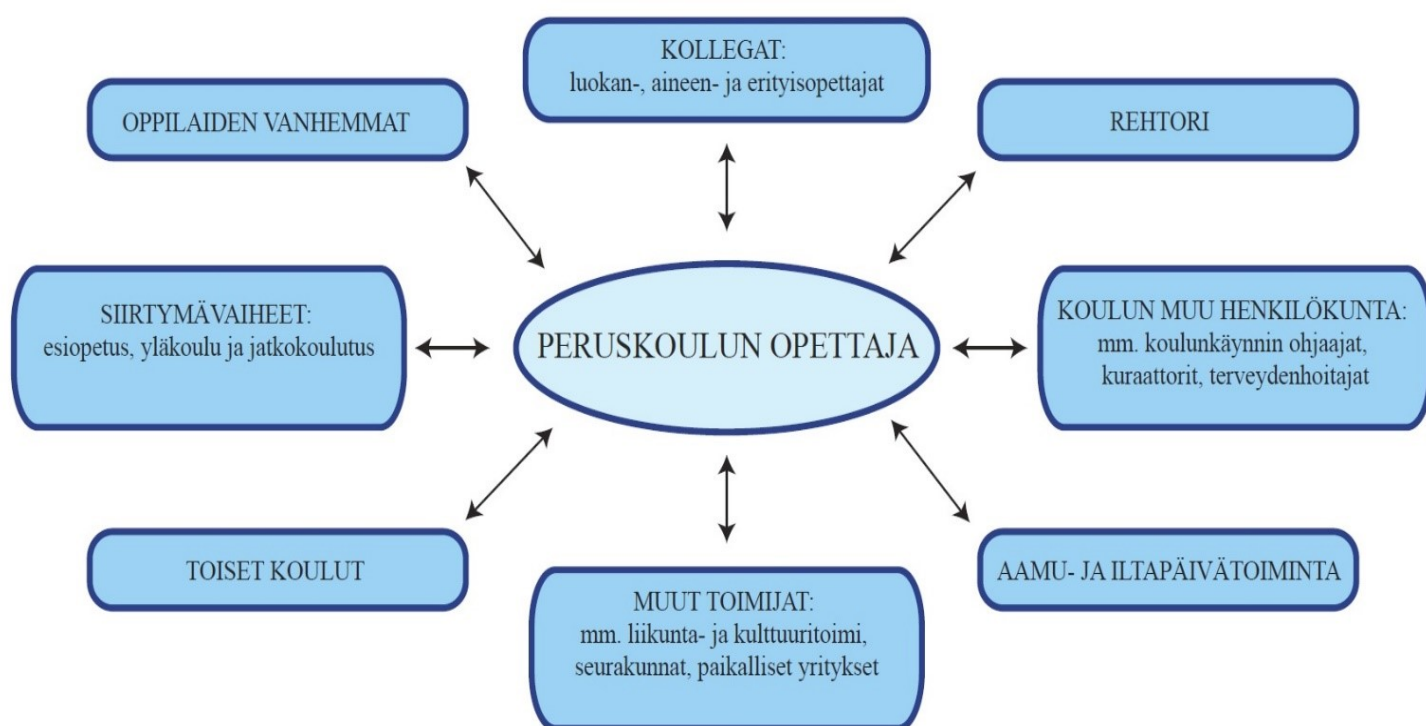 KOLLEGAT:
luokan-, aineen- ja erityisopettajat
OPPILAIDEN VANHEMMAT
REHTORI
SIIRTYMÄVAIHEET:
esiopetus, yläkoulu ja jatkokoulutus
PERUSKOULUN OPETTAJA
KOULUN MUU HENKILÖKUNTA:
mm. koulunkäynnin ohjaajat,
kuraattorit, terveydenhoitajat
TOISET KOULUT
MUUT TOIMIJAT:
mm. liikunta- ja kulttuuritoimi,
seurakunnat, paikalliset yritykset
AAMU- JA ILTAPÄIVÄTOIMINTA